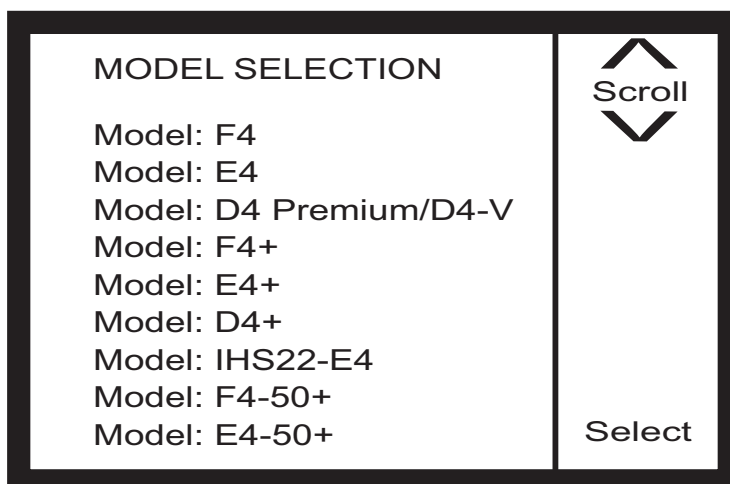 MODEL SELECTION
Model: F4
Model: E4
Model: D4 Premium/D4-V
Model: F4+
Model: E4+
Model: D4+
Model: IHS22-E4
Model: F4-50+
Model: E4-50+
Scroll
Select